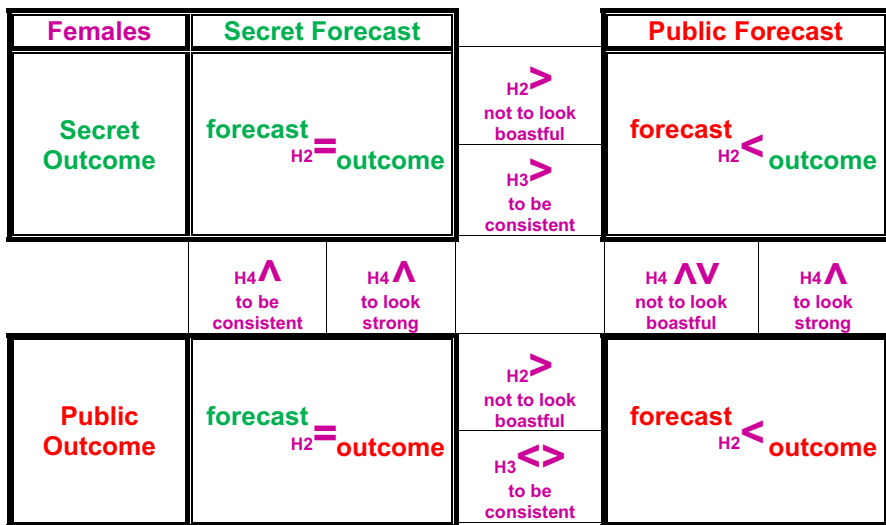 Females Secret Forecast Public Forecast
H2 >
not to look
boastful
Secret
Outcome
forecast
H2 =
outcome
forecast
H2 <
outcome
H3 >
to be
consistent
H4 Λ
to be
consistent
H4 Λ
to look
strong
H4 ΛV
not to look
boastful
H4 Λ
to look
strong
H2 >
not to look
boastful
Public
Outcome
forecast
H2 =
outcome
forecast
H2 <
outcome
H3 <>
to be
consistent